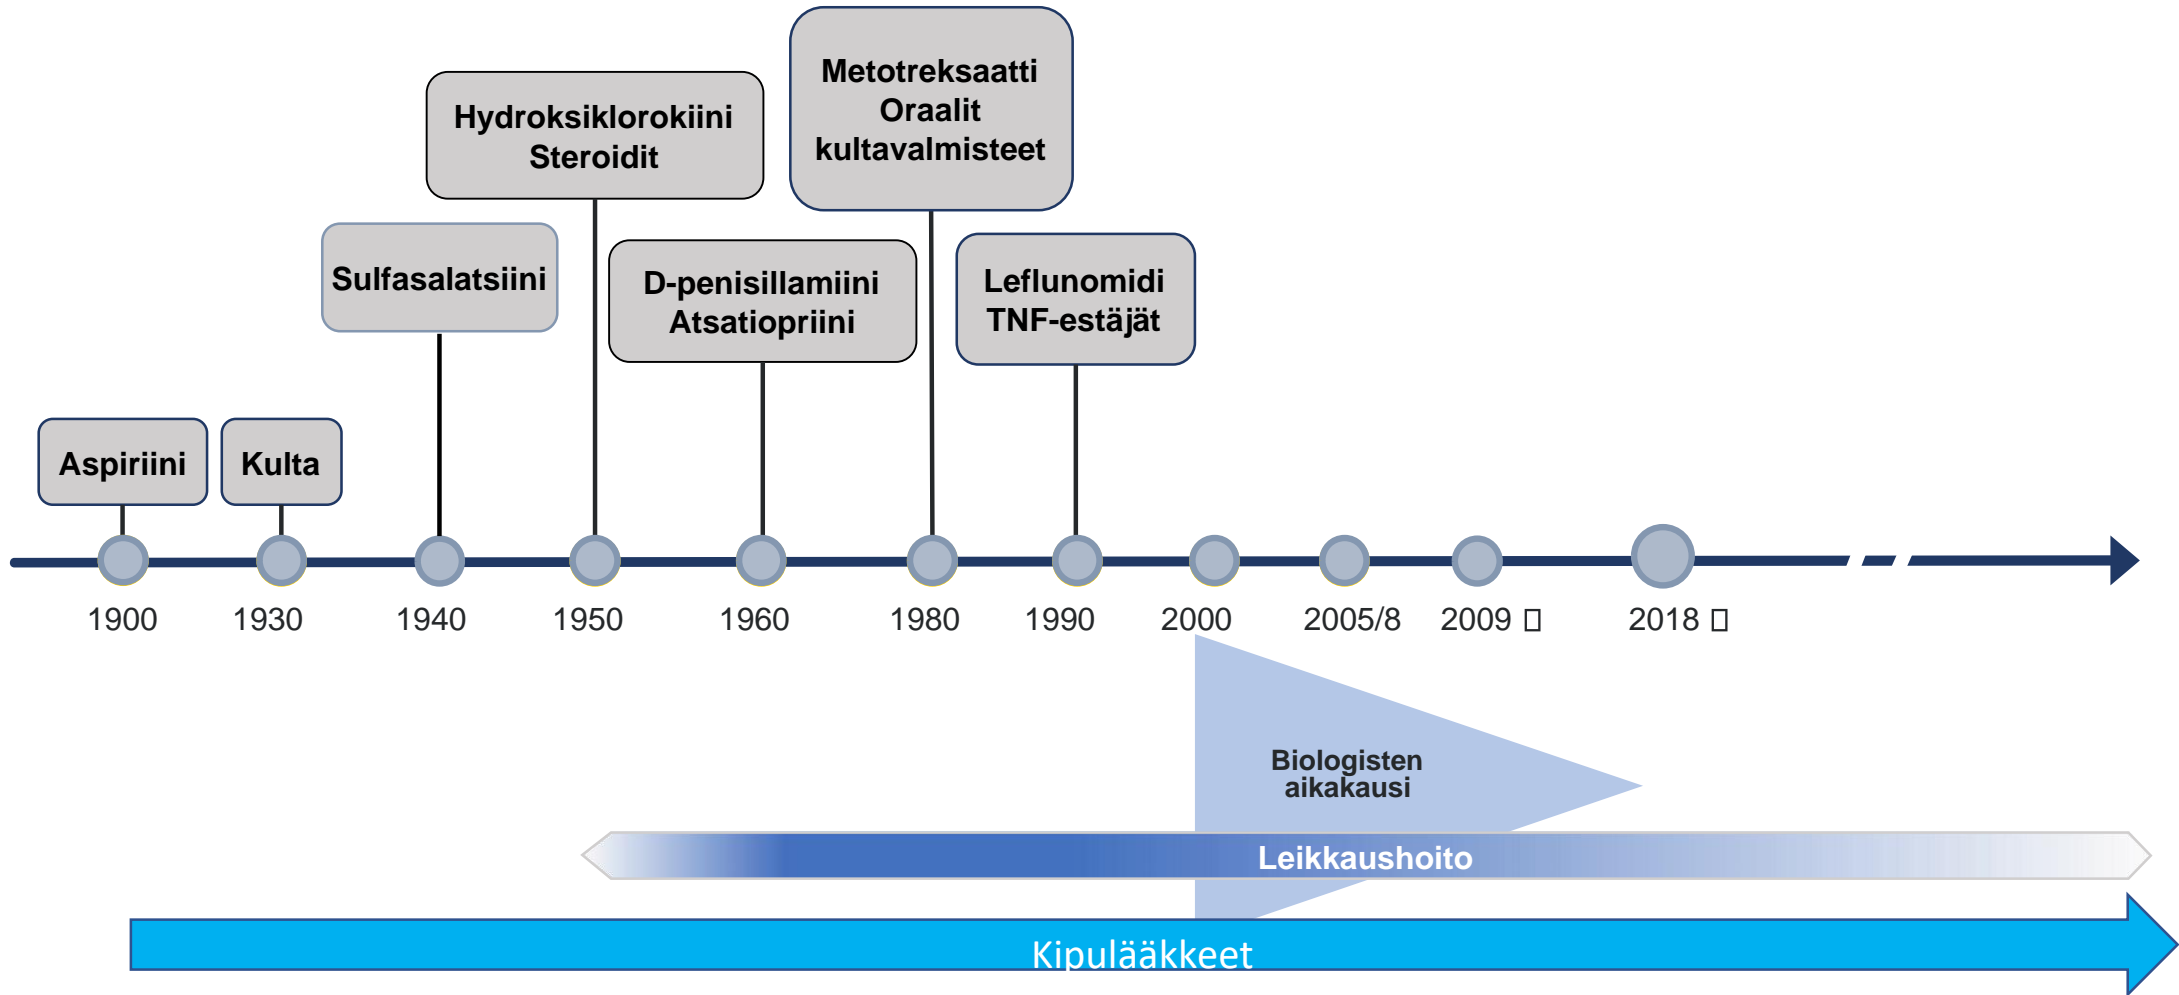 Metotreksaatti
Oraalit
kultavalmisteet
Hydroksiklorokiini
Steroidit
Sulfasalatsiini
D-penisillamiini
Atsatiopriini
Leflunomidi
TNF-estäjät
Aspiriini
Kulta
1900
1930
1940
1950
1960
1980
1990
2000
2005/8
2009 
2018 
Biologisten
aikakausi
Leikkaushoito
Kipulääkkeet